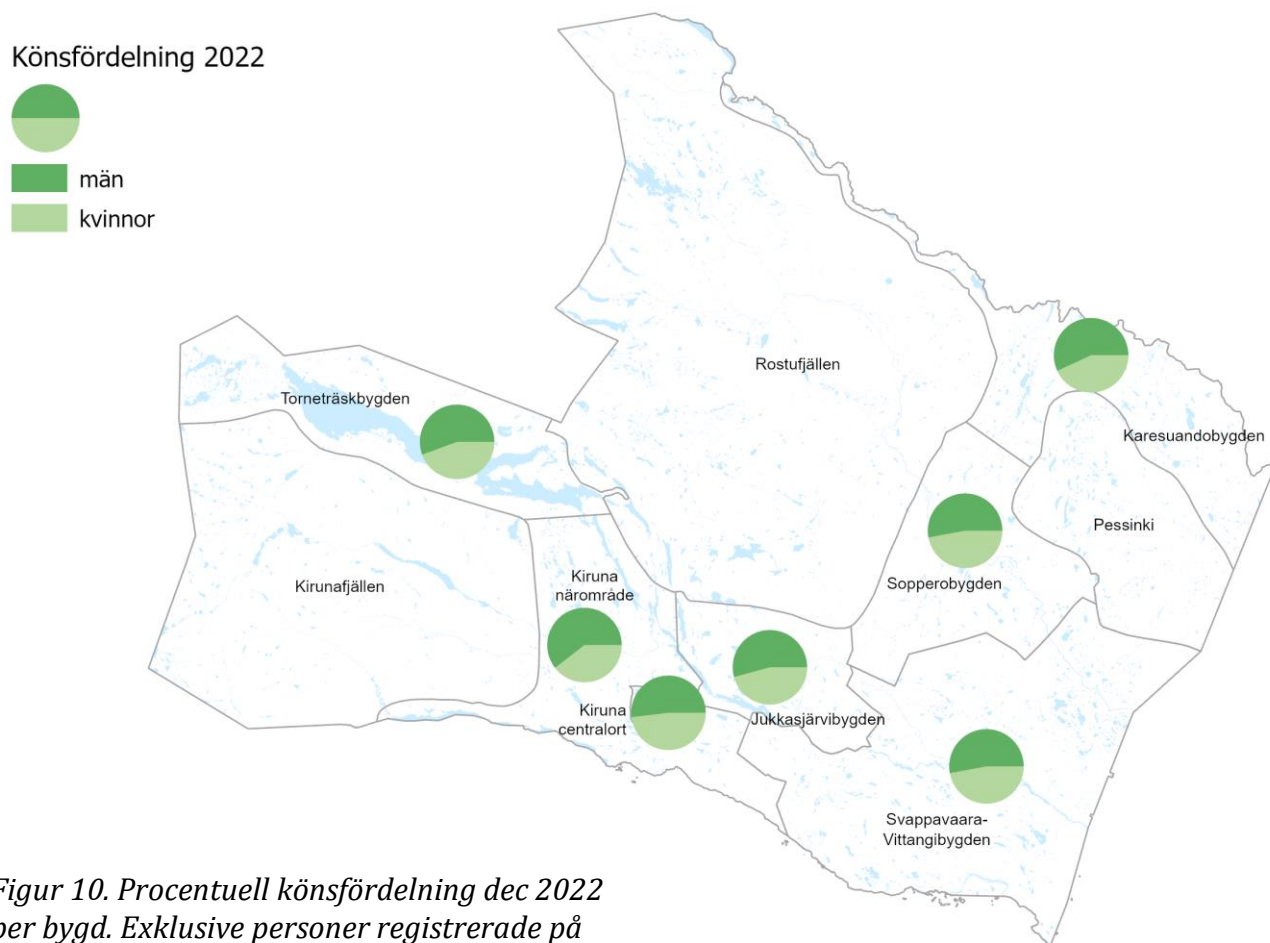 Könsfördelning 2022
män
kvinnor
Rostufjällen
Torneträskbygden
Karesuandobygden
Pessinki
Kirunafjällen
Kiruna
närområde
Sopperobygden
Kiruna
centralort
Jukkasjärvibygden
Svappavaara-
Vittangibygden
Figur 10. Procentuell könsfördelning dec 2022
per bygd. Exklusive personer registrerade på